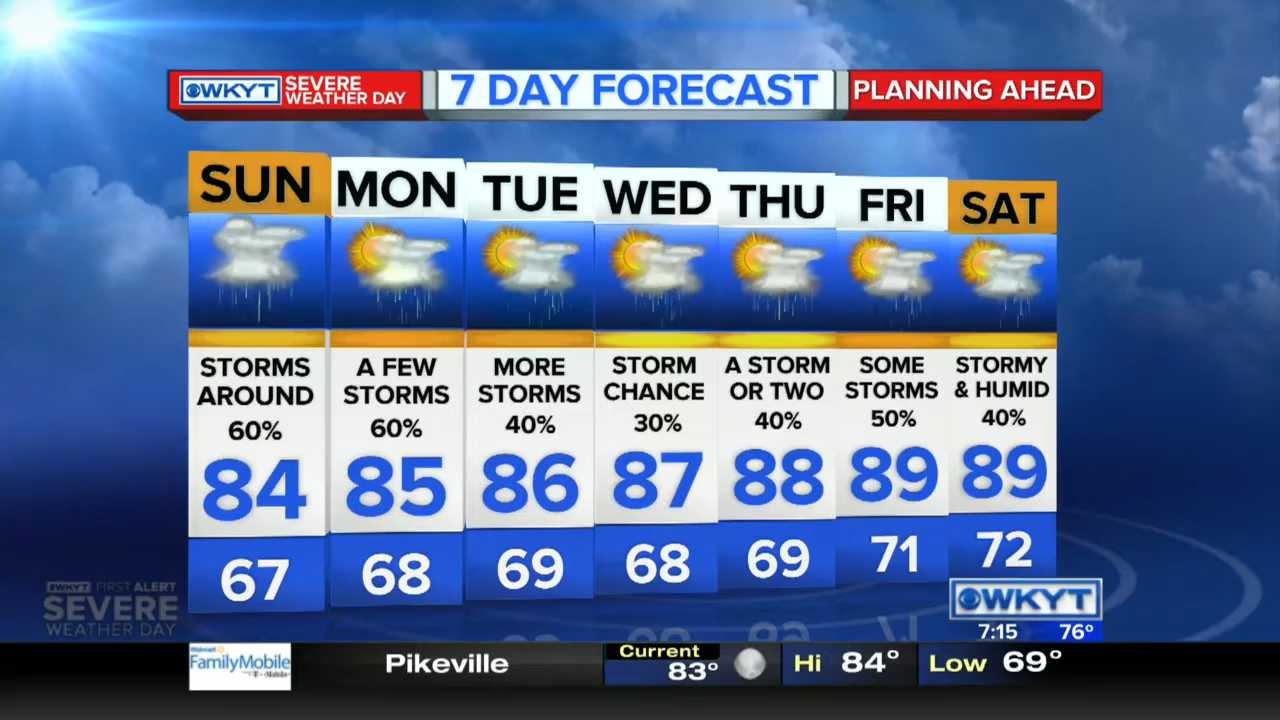 WKYT
SEVERE
WEATHER DAY
7 DAY FORECAST
PLANNING AHEAD
SUN
MON
TUE
WED
THU
FRI
SAT
STORMS
AROUND
60%
84
67
A FEW
STORMS
60%
85
68
MORE
STORMS
40%
86
69
STORM
CHANCE
30%
87
68
A STORM
OR TWO
40%
88
69
SOME
STORMS
50%
89
71
STORMY
& HUMID
40%
89
72
WKYT FIRST ALERT
SEVERE
WEATHER DAY
WKYT
7:15 76°
Walmart
FamilyMobile
T-Mobile
Pikeville
Current
83°
Hi 84°
Low 69°